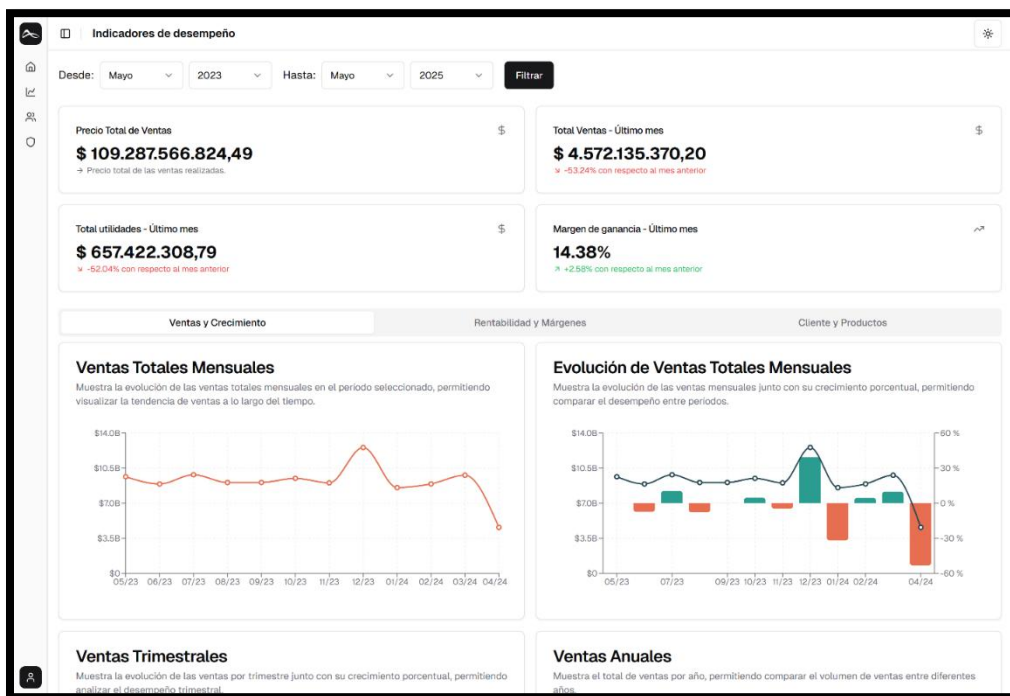 Indicadores de desempeño
Desde: Mayo 2023 Hasta: Mayo 2025 Filtrar
Precio Total de Ventas $
$ 109.287.566.824,49
→ Precio total de las ventas realizadas.
Total Ventas - Último mes $
$ 4.572.135.370,20
↘ -53.24% con respecto al mes anterior
Total utilidades - Último mes $
$ 657.422.308,79
↘ -52.04% con respecto al mes anterior
Margen de ganancia - Último mes
14.38%
↗ +2.58% con respecto al mes anterior
Ventas y Crecimiento Rentabilidad y Márgenes Cliente y Productos
Ventas Totales Mensuales
Muestra la evolución de las ventas totales mensuales en el periodo seleccionado, permitiendo
visualizar la tendencia de ventas a lo largo del tiempo.
$14.0B
$10.5B
$7.0B
$3.5B
$0
05/23 06/23 07/23 08/23 09/23 10/23 11/23 12/23 01/24 02/24 03/24 04/24
Evolución de Ventas Totales Mensuales
Muestra la evolución de las ventas mensuales junto con su crecimiento porcentual, permitiendo
comparar el desempeño entre periodos.
$14.0B 60 %
$10.5B 30 %
$7.0B 0 %
$3.5B -30 %
$0 -60 %
05/23 07/23 09/23 10/23 11/23 12/23 01/24 02/24 04/24
Ventas Trimestrales
Muestra la evolución de las ventas por trimestre junto con su crecimiento porcentual, permitiendo
analizar el desempeño trimestral.
Ventas Anuales
Muestra el total de ventas por año, permitiendo comparar el volumen de ventas entre diferentes
años.